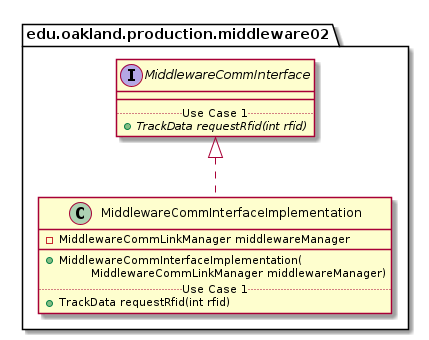 edu.oakland.production.middleware02
I MiddlewareCommInterface
Use Case 1
TrackData requestRfid(int rfid)
C MiddlewareCommInterfaceImplementation
MiddlewareCommLinkManager middlewareManager
MiddlewareCommInterfaceImplementation(
MiddlewareCommLinkManager middlewareManager)
Use Case 1
TrackData requestRfid(int rfid)